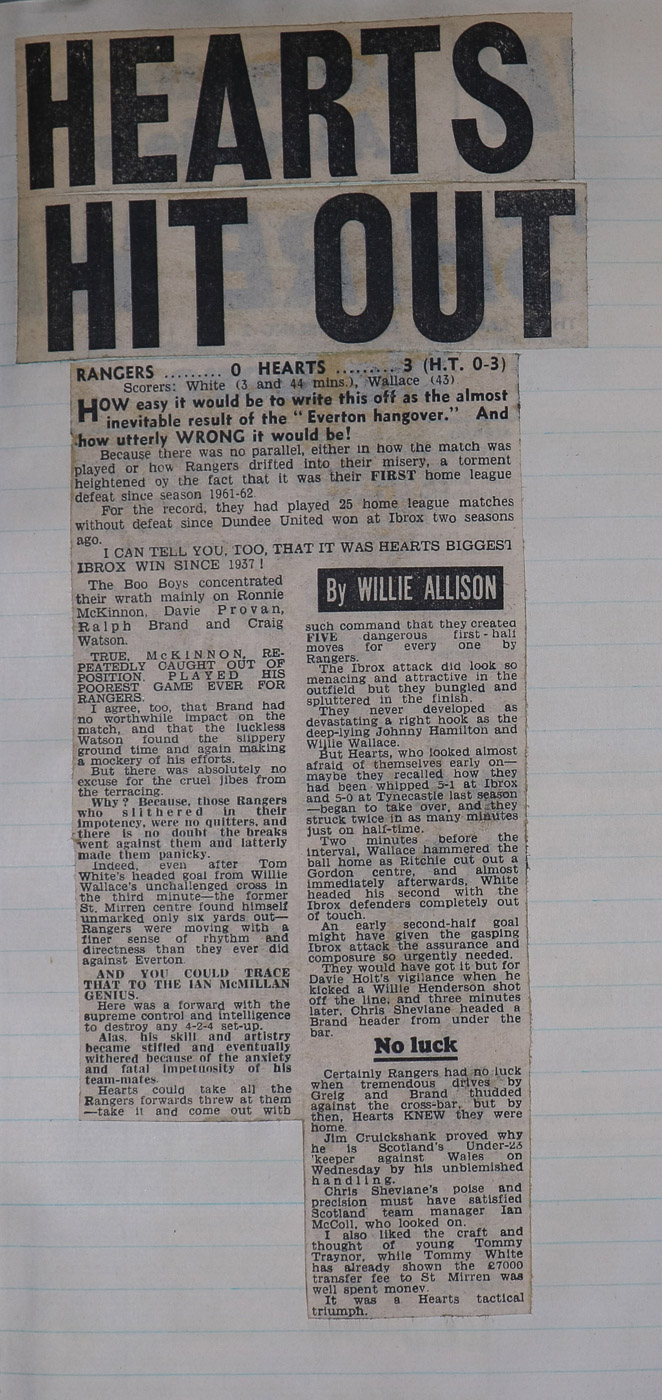 HEARTS
HIT OUT
RANGERS ......... 0 HEARTS ......... 3 (H.T. 0-3)
Scorers: White (3 and 44 mins.), Wallace (43)
HOW easy it would be to write this off as the almost
inevitable result of the "Everton hangover." And
how utterly WRONG it would be!
Because there was no parallel, either in how the match was
played or how Rangers drifted into their misery, a torment
heightened by the fact that it was their FIRST home league
defeat since season 1961-62.
For the record, they had played 25 home league matches
without defeat since Dundee United won at Ibrox two seasons
ago.
I CAN TELL YOU, TOO, THAT IT WAS HEARTS BIGGEST
IBROX WIN SINCE 1937!
The Boo Boys concentrated
their wrath mainly on Ronnie
McKinnon, Davie Provan,
Ralph Brand and Craig
Watson.
TRUE, McKINNON, RE-
PEATEDLY CAUGHT OUT OF
POSITION, PLAYED HIS
POOREST GAME EVER FOR
RANGERS.
I agree, too, that Brand had
no worthwhile impact on the
match, and that the luckless
Watson found the slippery
ground time and again making
a mockery of his efforts.
But there was absolutely no
excuse for the cruel jibes from
the terracing.
Why? Because, those Rangers
who slithered in their
impotency, were no quitters, and
there is no doubt the breaks
went against them and latterly
made them panicky.
Indeed, even after Tom
White's headed goal from Willie
Wallace's unchallenged cross in
the third minute—the former
St. Mirren centre found himself
unmarked only six yards out—
Rangers were moving with a
finer sense of rhythm and
directness than they ever did
against Everton.
AND YOU COULD TRACE
THAT TO THE IAN McMILLAN
GENIUS.
Here was a forward with the
supreme control and intelligence
to destroy any 4-2-4 set-up.
Alas, his skill and artistry
became stifled and eventually
withered because of the anxiety
and fatal impetuosity of his
team-mates.
Hearts could take all the
Rangers forwards threw at them
—take it and come out with
By WILLIE ALLISON
such command that they created
FIVE dangerous first-half
moves for every one by
Rangers.
The Ibrox attack did look so
menacing and attractive in the
outfield but they bungled and
spluttered in the finish.
They never developed as
devastating a right hook as the
deep-lying Johnny Hamilton and
Willie Wallace.
But Hearts, who looked almost
afraid of themselves early on—
maybe they recalled how they
had been whipped 5-1 at Ibrox
and 5-0 at Tynecastle last season
—began to take over, and they
struck twice in as many minutes
just on half-time.
Two minutes before the
interval, Wallace hammered the
ball home as Ritchie cut out a
Gordon centre, and almost
immediately afterwards, White
headed his second with the
Ibrox defenders completely out
of touch.
An early second-half goal
might have given the gasping
Ibrox attack the assurance and
composure so urgently needed.
They would have got it but for
Davie Holt's vigilance when he
kicked a Willie Henderson shot
off the line, and three minutes
later, Chris Shevlane headed a
Brand header from under the
bar.
No luck
Certainly Rangers had no luck
when tremendous drives by
Greig and Brand thudded
against the cross-bar, but by
then, Hearts KNEW they were
home.
Jim Cruickshank proved why
he is Scotland's Under-23
'keeper against Wales on
Wednesday by his unblemished
handling.
Chris Shevlane's poise and
precision must have satisfied
Scotland team manager Ian
McColl, who looked on.
I also liked the craft and
thought of young Tommy
Traynor, while Tommy White
has already shown the £7000
transfer fee to St Mirren was
well spent money.
It was a Hearts tactical
triumph.